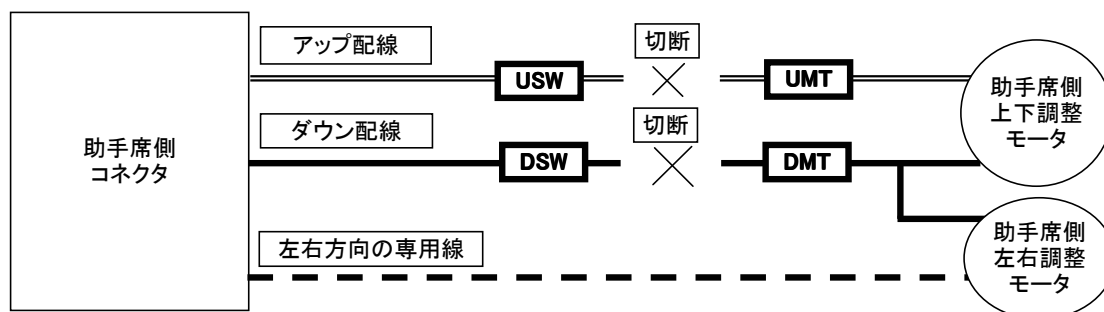 アップ配線
切断
USW
UMT
助手席側
上下調整
モータ
助手席側
コネクタ
ダウン配線
切断
DSW
DMT
左右方向の専用線
助手席側
左右調整
モータ